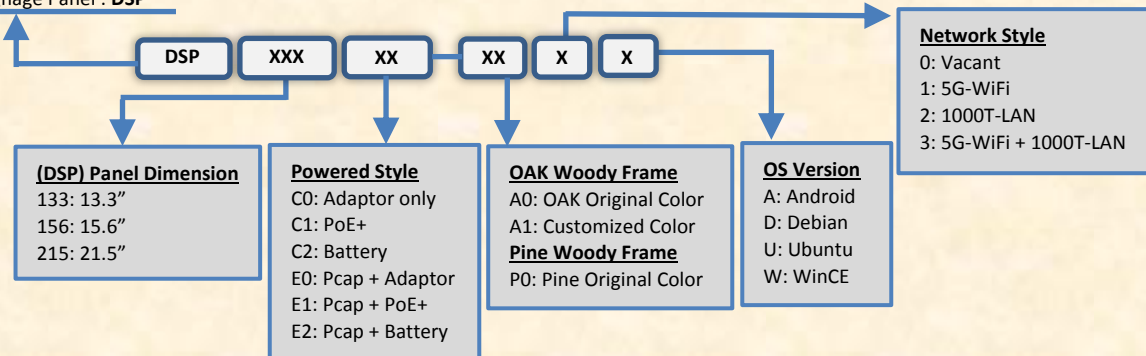 Image Panel : DSP
DSP XXX XX XX X X
(DSP) Panel Dimension
133: 13.3”
156: 15.6”
215: 21.5”
Powered Style
C0: Adaptor only
C1: PoE+
C2: Battery
E0: Pcap + Adaptor
E1: Pcap + PoE+
E2: Pcap + Battery
OAK Woody Frame
A0: OAK Original Color
A1: Customized Color
Pine Woody Frame
P0: Pine Original Color
OS Version
A: Android
D: Debian
U: Ubuntu
W: WinCE
Network Style
0: Vacant
1: 5G-WiFi
2: 1000T-LAN
3: 5G-WiFi + 1000T-LAN